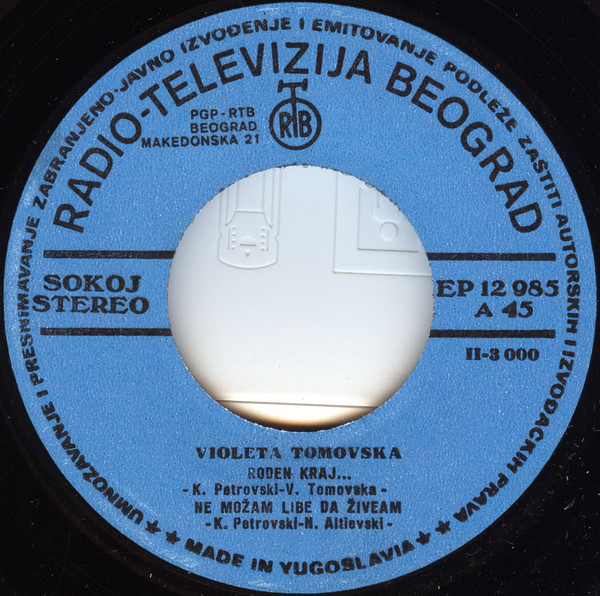 UMNOŽAVANJE I PRESNIMAVANJE ZABRANJENO-JAVNO IZVOĐENJE I EMITOVANJE PODLEŽE ZAŠTITI AUTORSKIM I IZVOĐAČKIM PRAVA
RADIO-TELEVIZIJA BEOGRAD
PGP-RTB
BEOGRAD
MAKEDONSKA 21
RTB
SOKOJ
STEREO
EP 12 985
A 45
II-3 000
VIOLETA TOMOVSKA
RODEN KRAJ...
-K. Petrovski-V. Tomovska-
NE MOŽAM LIBE DA ŽIVEAM
-K. Petrovski-N. Altievski-
★ MADE IN YUGOSLAVIA ★